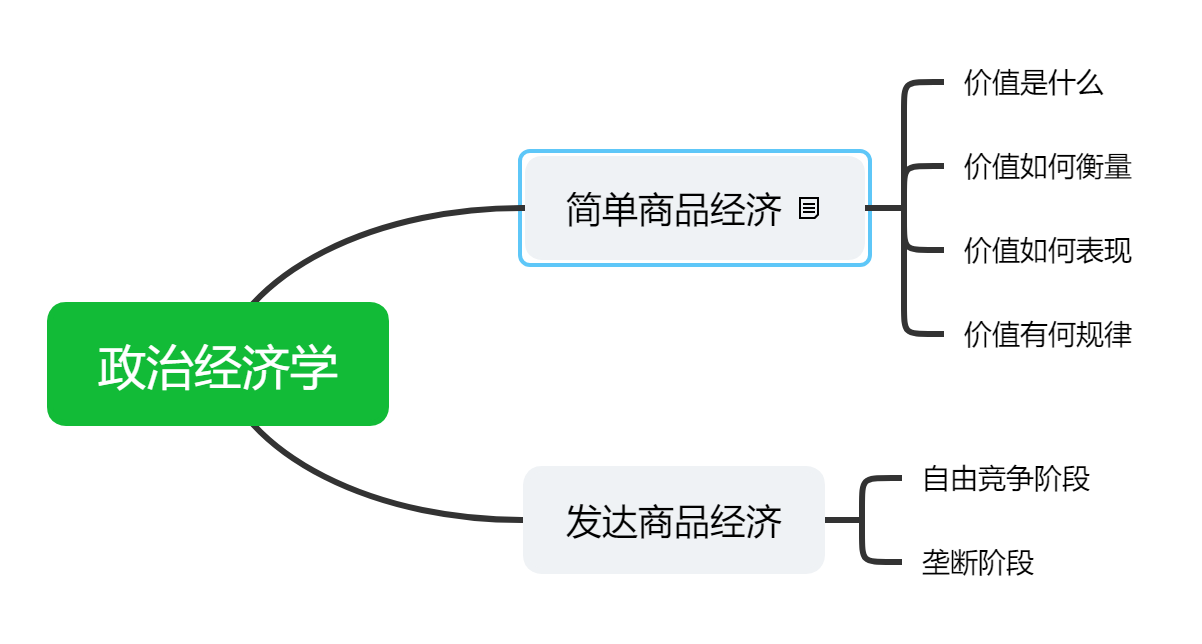 政治经济学
简单商品经济
价值是什么
价值如何衡量
价值如何表现
价值有何规律
发达商品经济
自由竞争阶段
垄断阶段